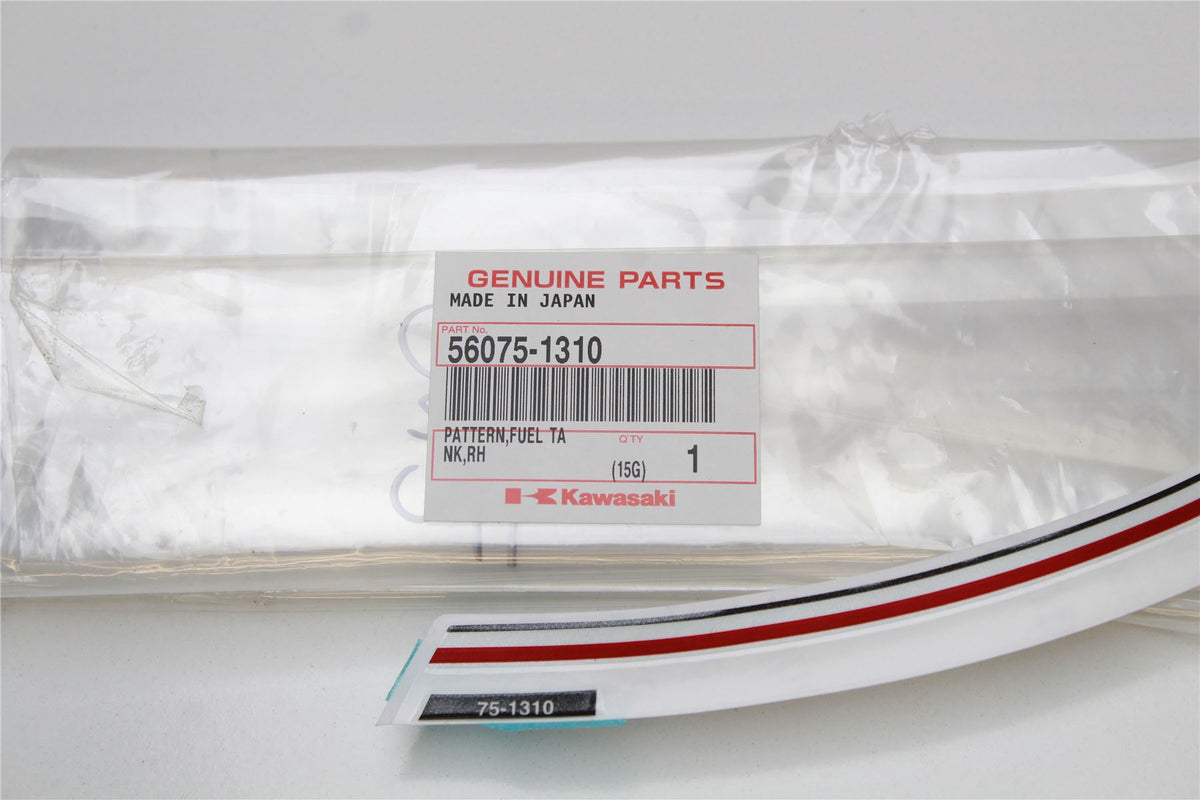 GENUINE PARTS
MADE IN JAPAN
PART No.
56075-1310
PATTERN,FUEL TA
NK,RH
Q'TY
(15G)
1
Kawasaki
75-1310